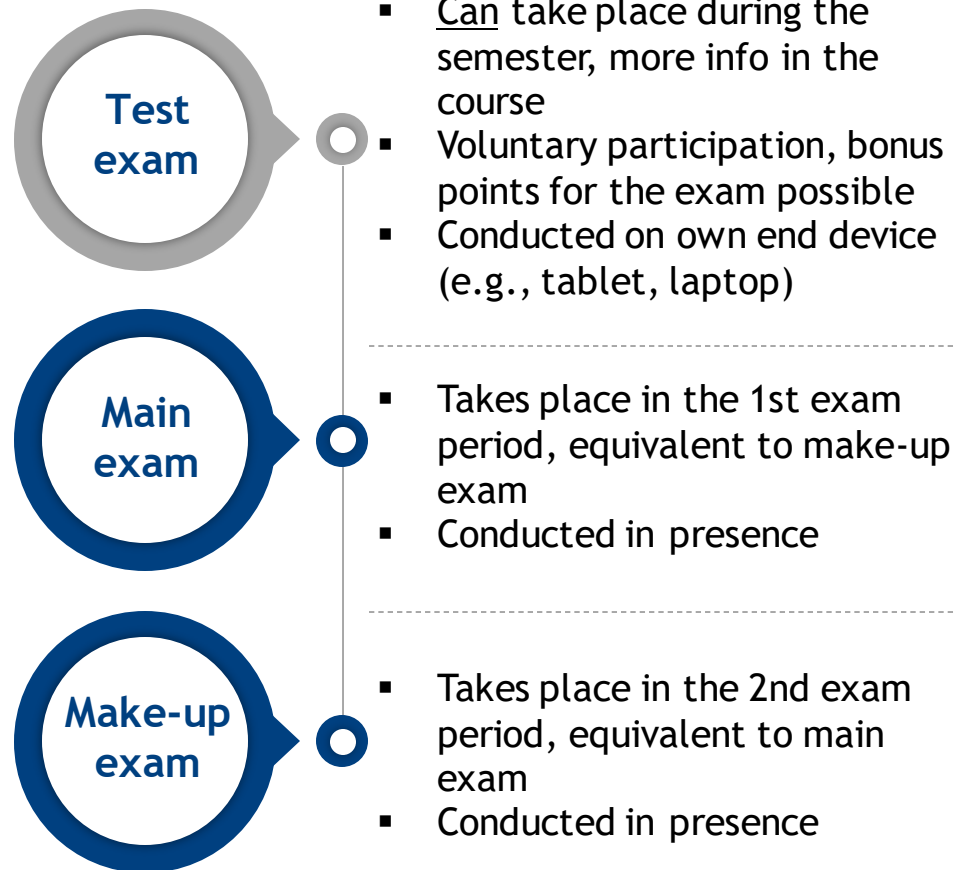 Test
exam
▪ Can take place during the
semester, more info in the
course
▪ Voluntary participation, bonus
points for the exam possible
▪ Conducted on own end device
(e.g., tablet, laptop)
Main
exam
▪ Takes place in the 1st exam
period, equivalent to make-up
exam
▪ Conducted in presence
Make-up
exam
▪ Takes place in the 2nd exam
period, equivalent to main
exam
▪ Conducted in presence